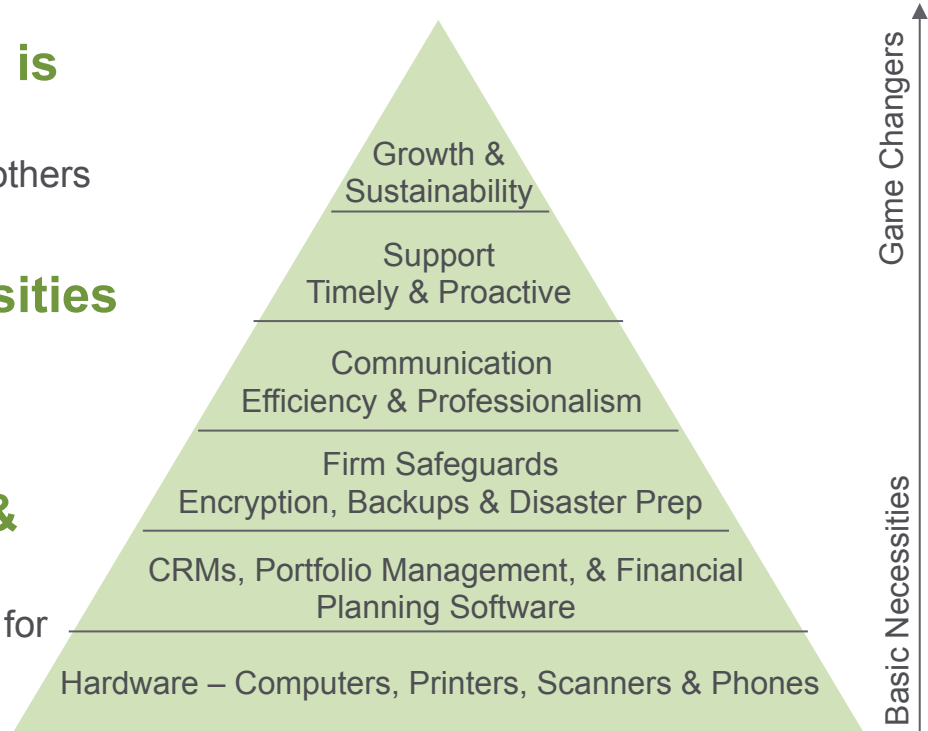 is
others
sities
&
for
Growth &
Sustainability
Support
Timely & Proactive
Communication
Efficiency & Professionalism
Firm Safeguards
Encryption, Backups & Disaster Prep
CRMs, Portfolio Management, & Financial
Planning Software
Hardware – Computers, Printers, Scanners & Phones
Game Changers
Basic Necessities